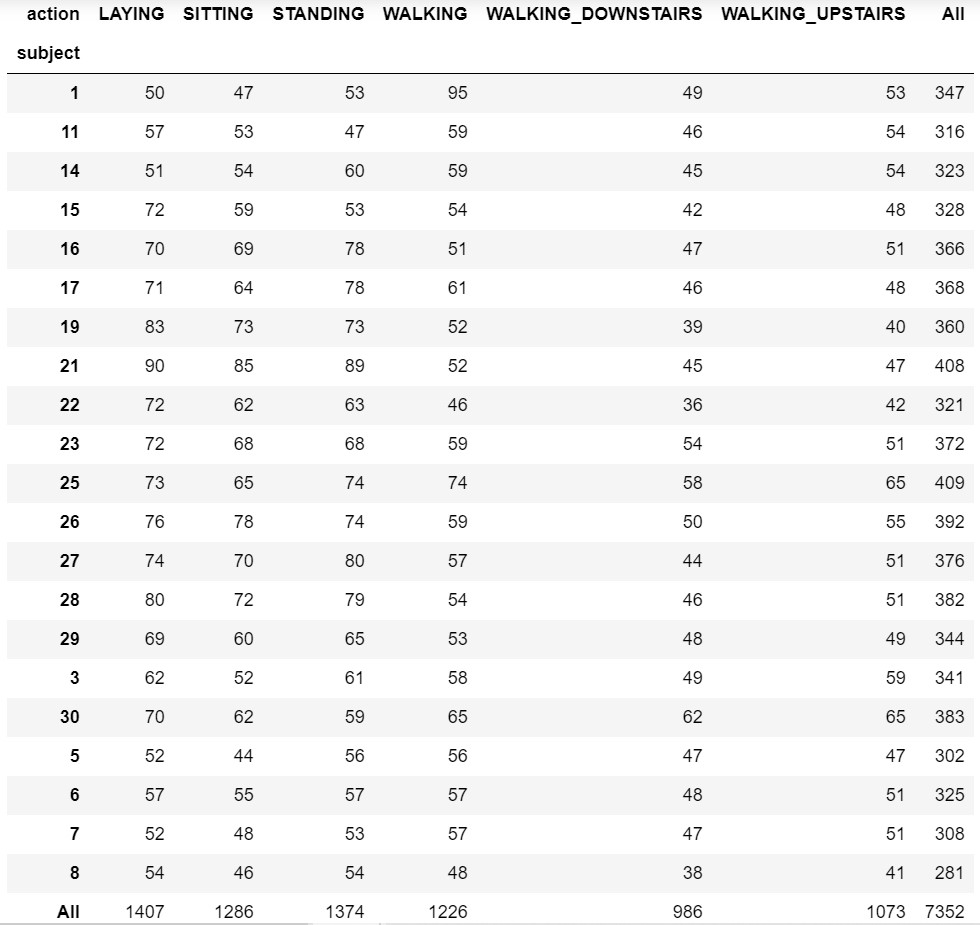 action LAYING SITTING STANDING WALKING WALKING_DOWNSTAIRS WALKING_UPSTAIRS All
subject
1 50 47 53 95 49 53 347
11 57 53 47 59 46 54 316
14 51 54 60 59 45 54 323
15 72 59 53 54 42 48 328
16 70 69 78 51 47 51 366
17 71 64 78 61 46 48 368
19 83 73 73 52 39 40 360
21 90 85 89 52 45 47 408
22 72 62 63 46 36 42 321
23 72 68 68 59 54 51 372
25 73 65 74 74 58 65 409
26 76 78 74 59 50 55 392
27 74 70 80 57 44 51 376
28 80 72 79 54 46 51 382
29 69 60 65 53 48 49 344
3 62 52 61 58 49 59 341
30 70 62 59 65 62 65 383
5 52 44 56 56 47 47 302
6 57 55 57 57 48 51 325
7 52 48 53 57 47 51 308
8 54 46 54 48 38 41 281
All 1407 1286 1374 1226 986 1073 7352